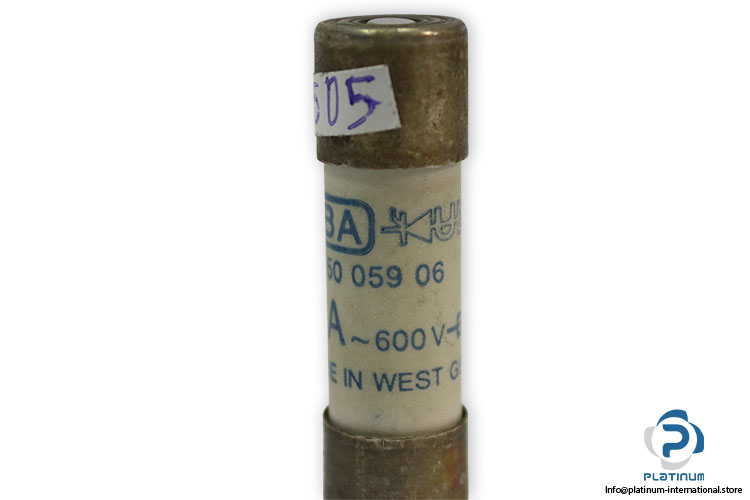 505
BA
50 059 06
A ~ 600 V
E IN WEST G.
PLATINUM
Info@platinum-international.store